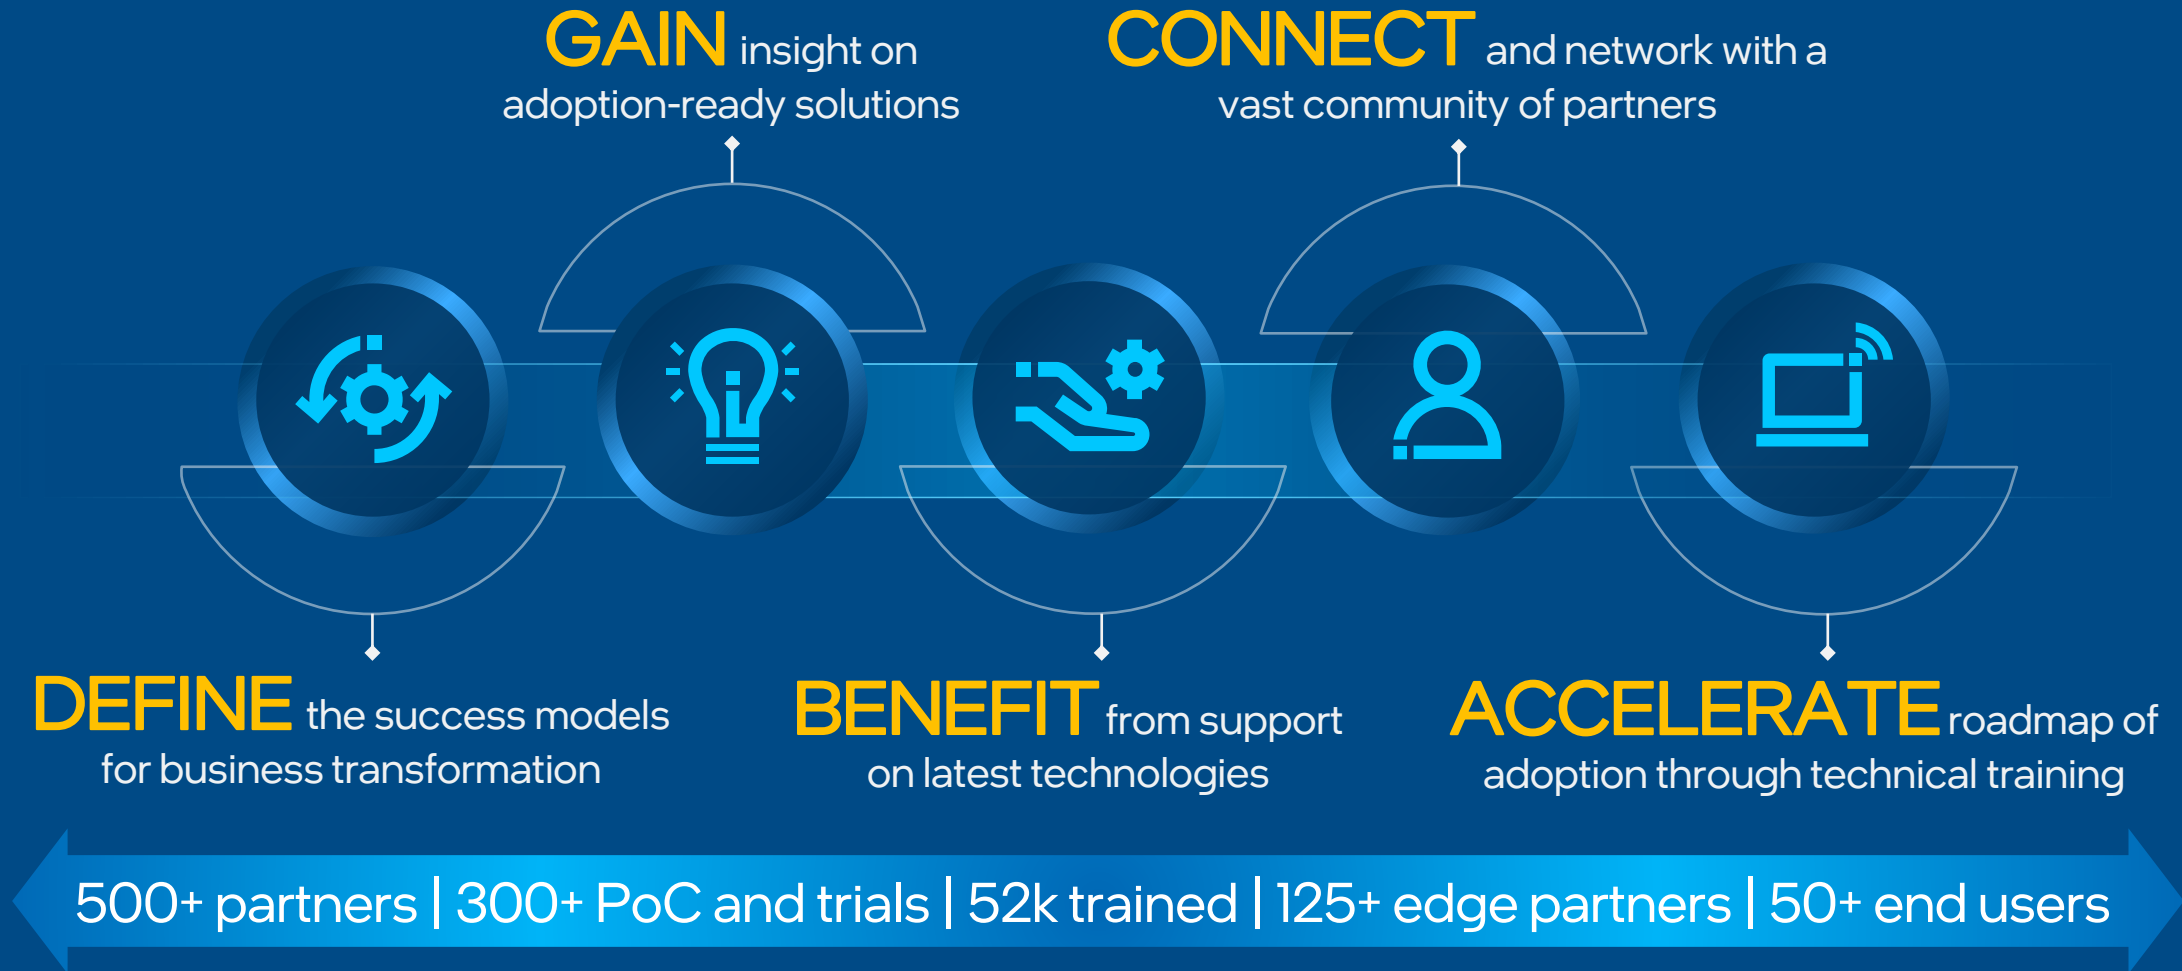 GAIN insight on
adoption-ready solutions
CONNECT and network with a
vast community of partners
DEFINE the success models
for business transformation
BENEFIT from support
on latest technologies
ACCELERATE roadmap of
adoption through technical training
500+ partners | 300+ PoC and trials | 52k trained | 125+ edge partners | 50+ end users